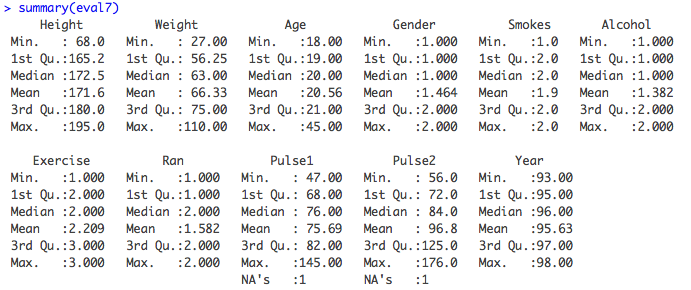 > summary(eval7)
     Height          Weight            Age            Gender          Smokes        Alcohol     
 Min.   : 68.0   Min.   : 27.00   Min.   :18.00   Min.   :1.000   Min.   :1.0   Min.   :1.000  
 1st Qu.:165.2   1st Qu.: 56.25   1st Qu.:19.00   1st Qu.:1.000   1st Qu.:2.0   1st Qu.:1.000  
 Median :172.5   Median : 63.00   Median :20.00   Median :1.000   Median :2.0   Median :1.000  
 Mean   :171.6   Mean   : 66.33   Mean   :20.56   Mean   :1.464   Mean   :1.9   Mean   :1.382  
 3rd Qu.:180.0   3rd Qu.: 75.00   3rd Qu.:21.00   3rd Qu.:2.000   3rd Qu.:2.0   3rd Qu.:2.000  
 Max.   :195.0   Max.   :110.00   Max.   :45.00   Max.   :2.000   Max.   :2.0   Max.   :2.000  
    Exercise          Ran            Pulse1           Pulse2           Year      
 Min.   :1.000   Min.   :1.000   Min.   : 47.00   Min.   : 56.0   Min.   :93.00  
 1st Qu.:2.000   1st Qu.:1.000   1st Qu.: 68.00   1st Qu.: 72.0   1st Qu.:95.00  
 Median :2.000   Median :2.000   Median : 76.00   Median : 84.0   Median :96.00  
 Mean   :2.209   Mean   :1.582   Mean   : 75.69   Mean   : 96.8   Mean   :95.63  
 3rd Qu.:3.000   3rd Qu.:2.000   3rd Qu.: 82.00   3rd Qu.:125.0   3rd Qu.:97.00  
 Max.   :3.000   Max.   :2.000   Max.   :145.00   Max.   :176.0   Max.   :98.00  
                                 NA's   :1        NA's   :1